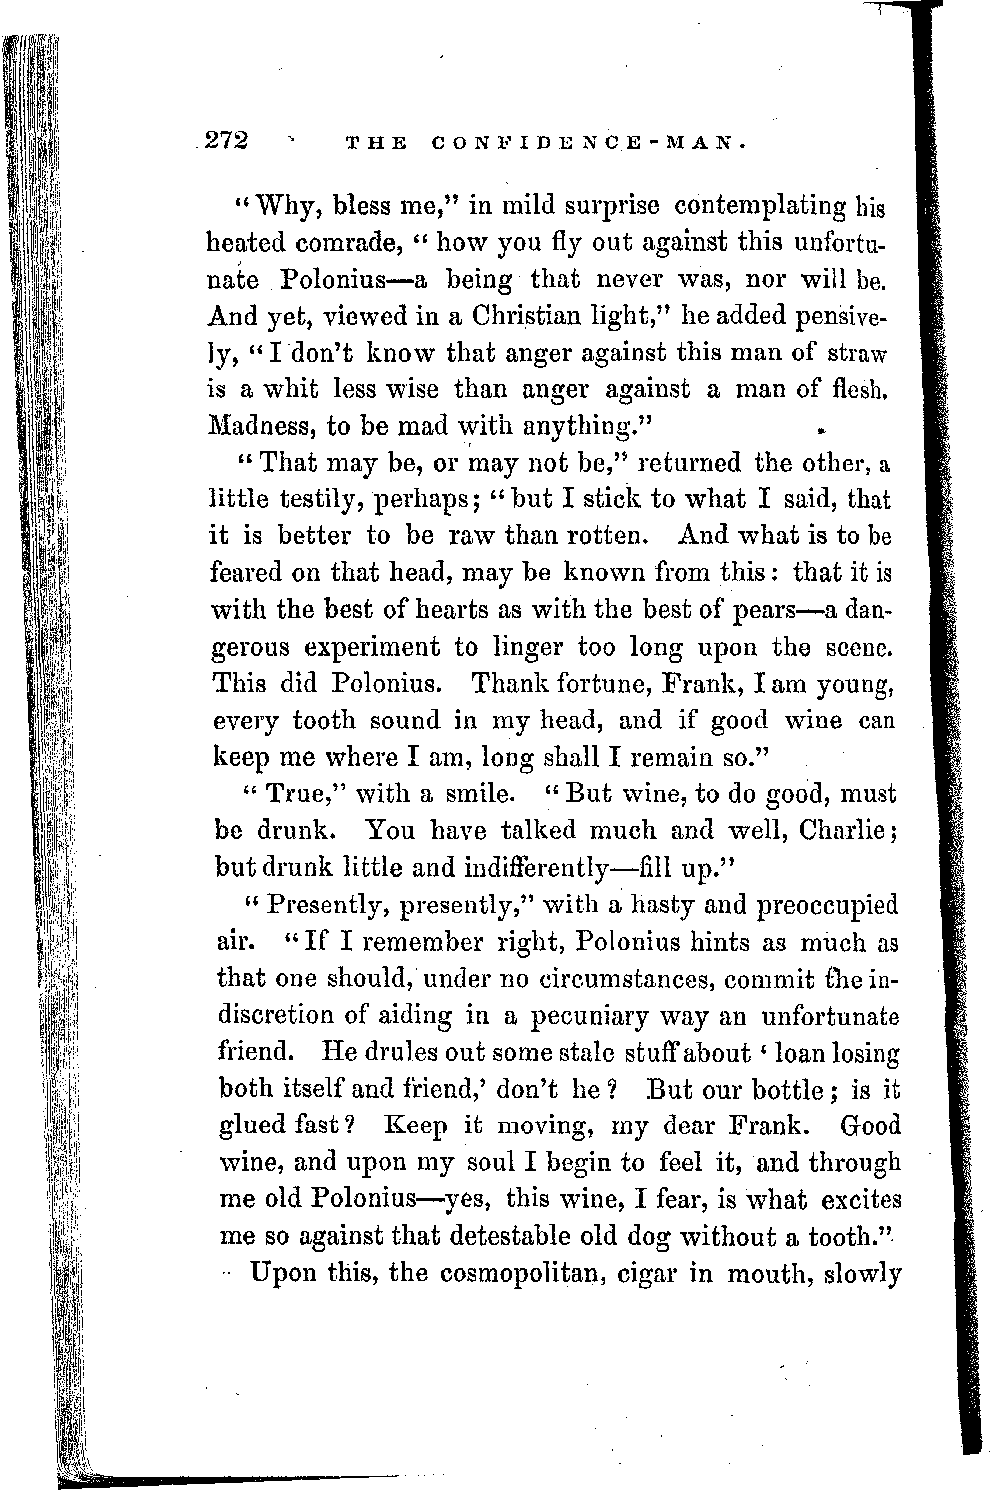 272 THE CONFIDENCE-MAN.
“Why, bless me,” in mild surprise contemplating his
heated comrade, “how you fly out against this unfortu-
nate Polonius—a being that never was, nor will be.
And yet, viewed in a Christian light,” he added pensive-
ly, “I don't know that anger against this man of straw
is a whit less wise than anger against a man of flesh.
Madness, to be mad with anything.”
“That may be, or may not be,” returned the other, a
little testily, perhaps; “but I stick to what I said, that
it is better to be raw than rotten. And what is to be
feared on that head, may be known from this: that it is
with the best of hearts as with the best of pears—a dan-
gerous experiment to linger too long upon the scene.
This did Polonius. Thank fortune, Frank, I am young,
every tooth sound in my head, and if good wine can
keep me where I am, long shall I remain so.”
“True,” with a smile. “But wine, to do good, must
be drunk. You have talked much and well, Charlie;
but drunk little and indifferently—fill up.”
“Presently, presently,” with a hasty and preoccupied
air. “If I remember right, Polonius hints as much as
that one should, under no circumstances, commit the in-
discretion of aiding in a pecuniary way an unfortunate
friend. He drules out some stale stuff about ‘loan losing
both itself and friend,’ don't he? But our bottle; is it
glued fast? Keep it moving, my dear Frank. Good
wine, and upon my soul I begin to feel it, and through
me old Polonius—yes, this wine, I fear, is what excites
me so against that detestable old dog without a tooth.”
Upon this, the cosmopolitan, cigar in mouth, slowly